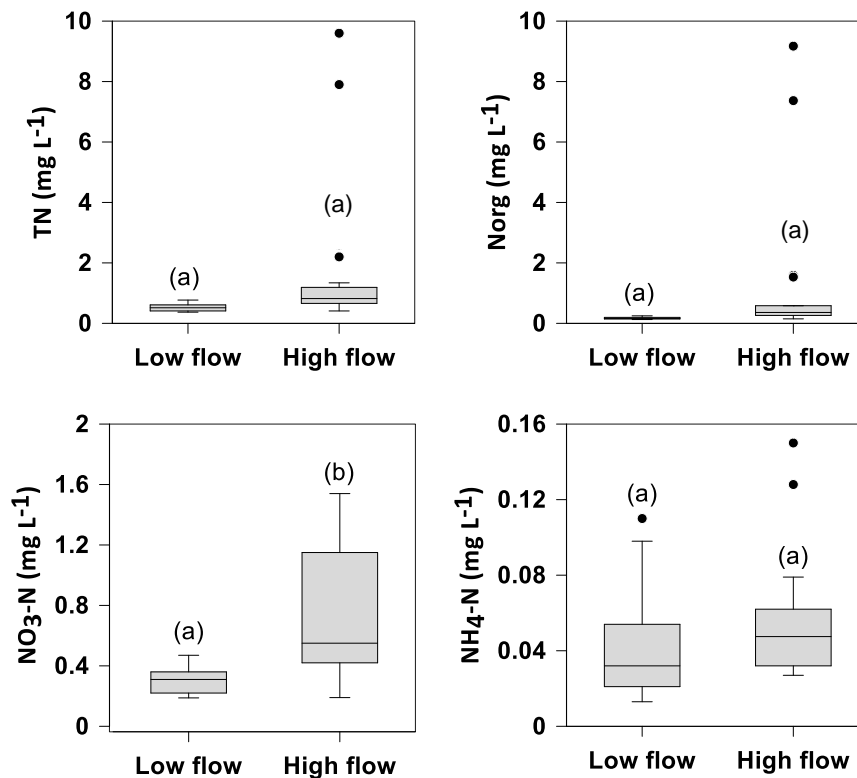 TN (mg L-1)
10
8
6
4
2
0
(a)
(a)
Low flow
High flow
Norg (mg L-1)
10
8
6
4
2
0
(a)
(a)
Low flow
High flow
NO3-N (mg L-1)
2
1.6
1.2
0.8
0.4
0
(a)
(b)
Low flow
High flow
NH4-N (mg L-1)
0.16
0.12
0.08
0.04
0
(a)
(a)
Low flow
High flow